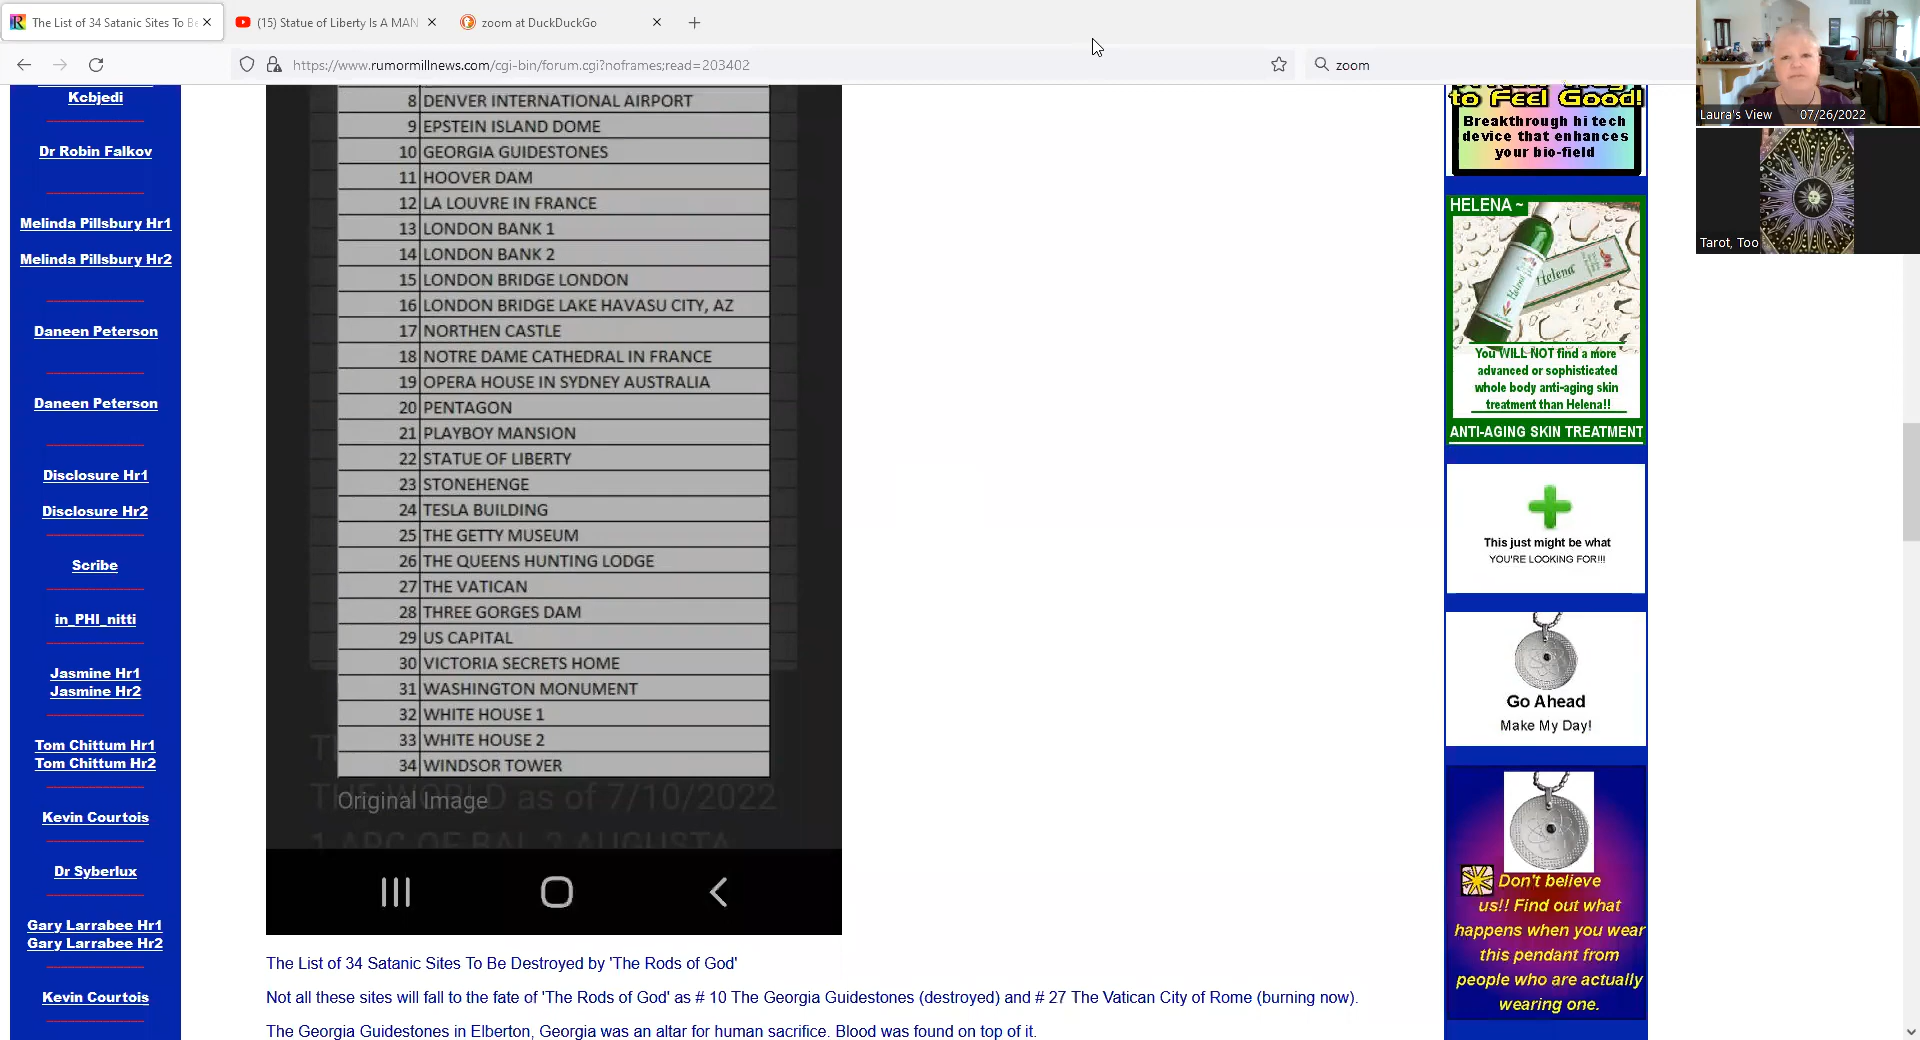 The List of 34 Satanic Sites To Be
(15) Statue of Liberty Is A MAN
zoom at DuckDuckGo
https://www.rumormillnews.com/cgi-bin/forum.cgi?noframes;read=203402
zoom
Kcbjedi
Dr Robin Falkov
Melinda Pillsbury Hr1
Melinda Pillsbury Hr2
Daneen Peterson
Daneen Peterson
Disclosure Hr1
Disclosure Hr2
Scribe
in_PHI_nitti
Jasmine Hr1
Jasmine Hr2
Tom Chittum Hr1
Tom Chittum Hr2
Kevin Courtois
Dr Syberlux
Gary Larrabee Hr1
Gary Larrabee Hr2
Kevin Courtois
8 DENVER INTERNATIONAL AIRPORT
9 EPSTEIN ISLAND DOME
10 GEORGIA GUIDESTONES
11 HOOVER DAM
12 LA LOUVRE IN FRANCE
13 LONDON BANK 1
14 LONDON BANK 2
15 LONDON BRIDGE LONDON
16 LONDON BRIDGE LAKE HAVASU CITY, AZ
17 NORTHEN CASTLE
18 NOTRE DAME CATHEDRAL IN FRANCE
19 OPERA HOUSE IN SYDNEY AUSTRALIA
20 PENTAGON
21 PLAYBOY MANSION
22 STATUE OF LIBERTY
23 STONEHENGE
24 TESLA BUILDING
25 THE GETTY MUSEUM
26 THE QUEENS HUNTING LODGE
27 THE VATICAN
28 THREE GORGES DAM
29 US CAPITAL
30 VICTORIA SECRETS HOME
31 WASHINGTON MONUMENT
32 WHITE HOUSE 1
33 WHITE HOUSE 2
34 WINDSOR TOWER
as of 7/10/2022
Original Image
The List of 34 Satanic Sites To Be Destroyed by 'The Rods of God'
Not all these sites will fall to the fate of 'The Rods of God' as # 10 The Georgia Guidestones (destroyed) and # 27 The Vatican City of Rome (burning now).
The Georgia Guidestones in Elberton, Georgia was an altar for human sacrifice. Blood was found on top of it.
to Feel Good!
Breakthrough hi tech
device that enhances
your bio-field
HELENA ~
Helena
Helena
You WILL NOT find a more
advanced or sophisticated
whole body anti-aging skin
treatment than Helena!!
ANTI-AGING SKIN TREATMENT
This just might be what
YOU'RE LOOKING FOR!!!
Go Ahead
Make My Day!
Don't believe
us!! Find out what
happens when you wear
this pendant from
people who are actually
wearing one.
Laura's View 07/26/2022
Tarot, Too